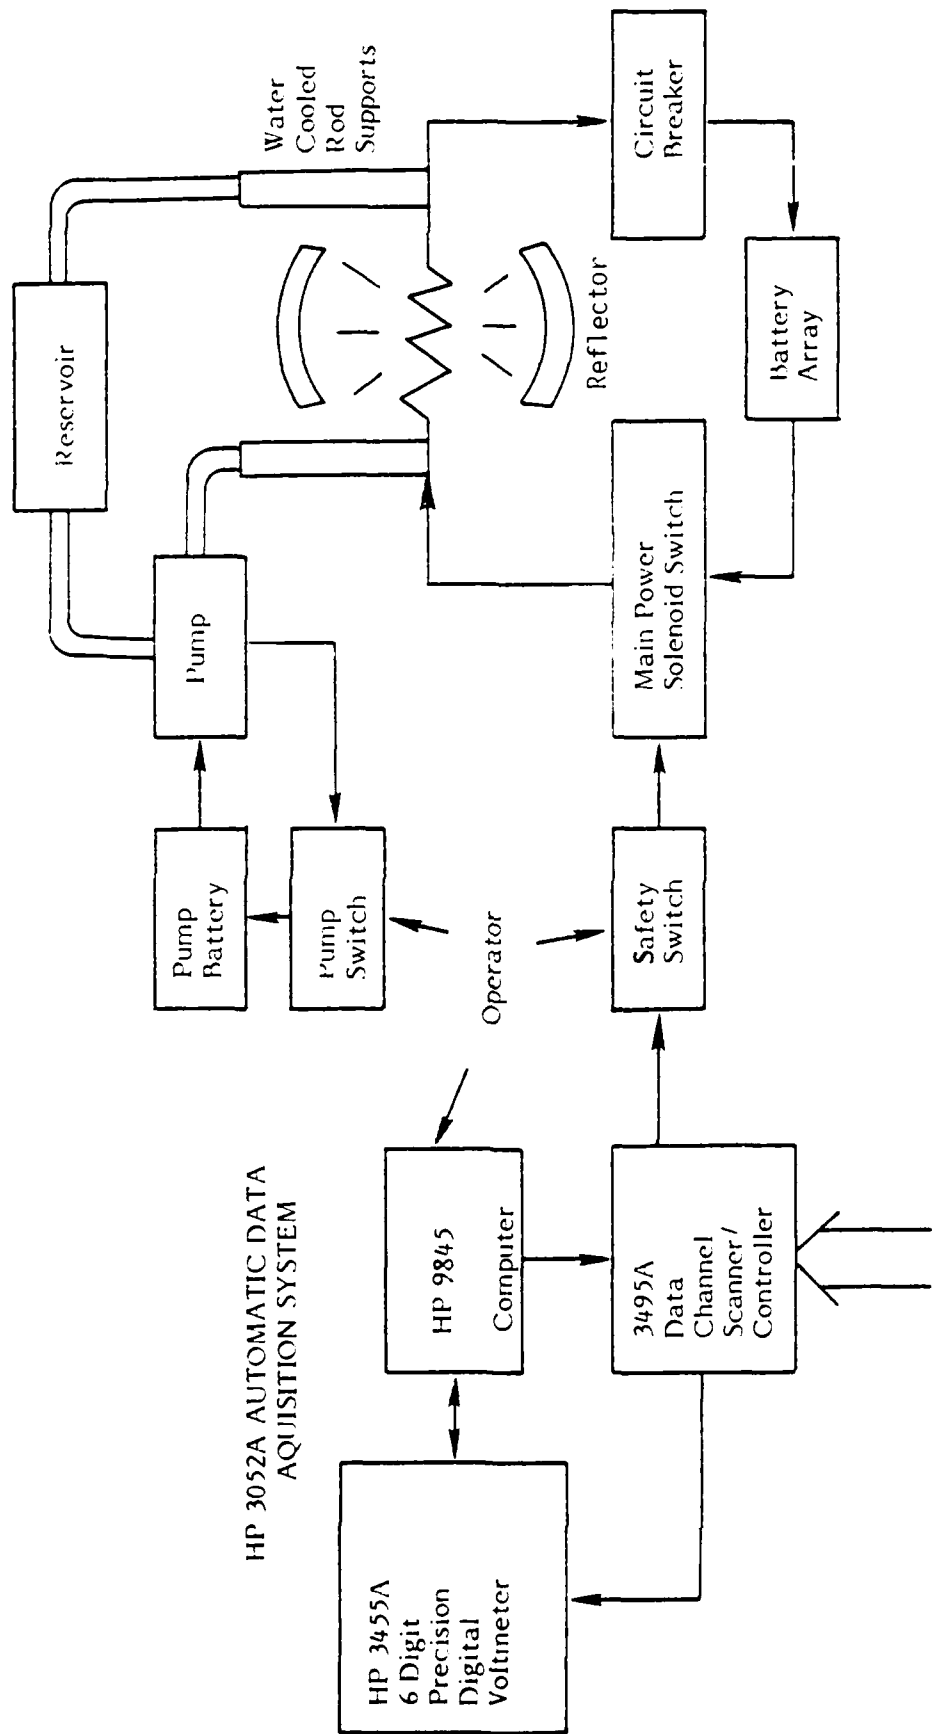 HP 3052A AUTOMATIC DATA
AQUISITION SYSTEM
HP 3455A
6 Digit
Precision
Digital
Voltmeter
HP 9845
Computer
3495A
Data
Channel
Scanner/
Controller
Operator
Pump
Battery
Pump
Switch
Safety
Switch
Pump
Reservoir
Main Power
Solenoid Switch
Water
Cooled
Rod
Supports
Reflector
Circuit
Breaker
Battery
Array